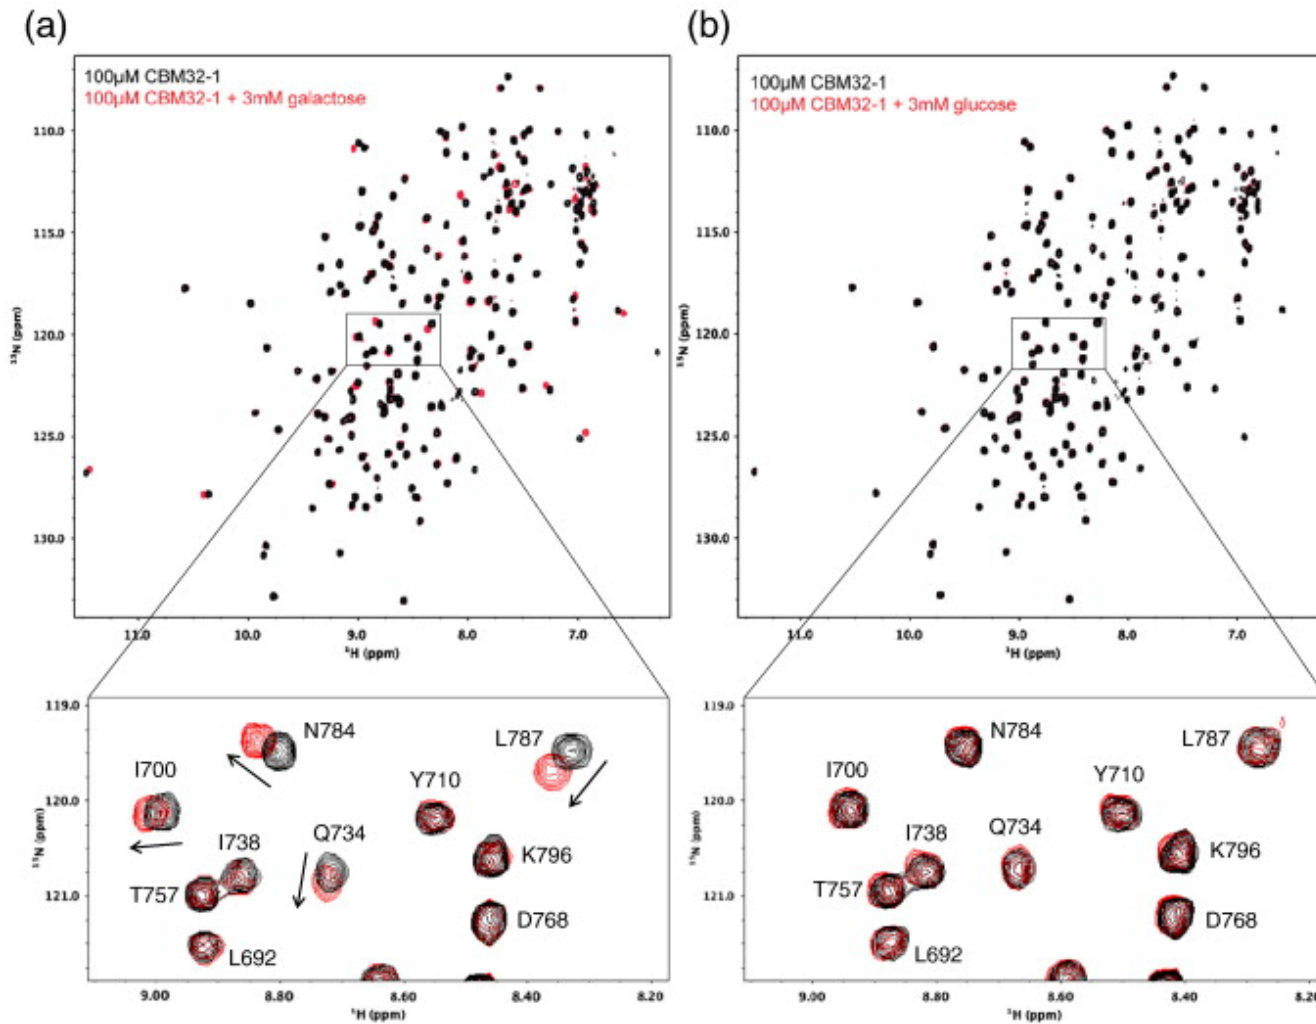 (a)
(b)
100μM CBM32-1
100μM CBM32-1 + 3mM galactose
100μM CBM32-1
100μM CBM32-1 + 3mM glucose
110.0
115.0
120.0
125.0
130.0
¹⁵N (ppm)
11.0
10.0
9.0
8.0
7.0
¹H (ppm)
110.0
115.0
120.0
125.0
130.0
¹⁵N (ppm)
11.0
10.0
9.0
8.0
7.0
¹H (ppm)
119.0
120.0
121.0
¹⁵N (ppm)
N784
L787
I700
Y710
I738
Q734
K796
T757
D768
L692
9.00
8.80
8.60
8.40
8.20
¹H (ppm)
119.0
120.0
121.0
¹⁵N (ppm)
N784
L787
I700
Y710
I738
Q734
K796
T757
D768
L692
9.00
8.80
8.60
8.40
8.20
¹H (ppm)